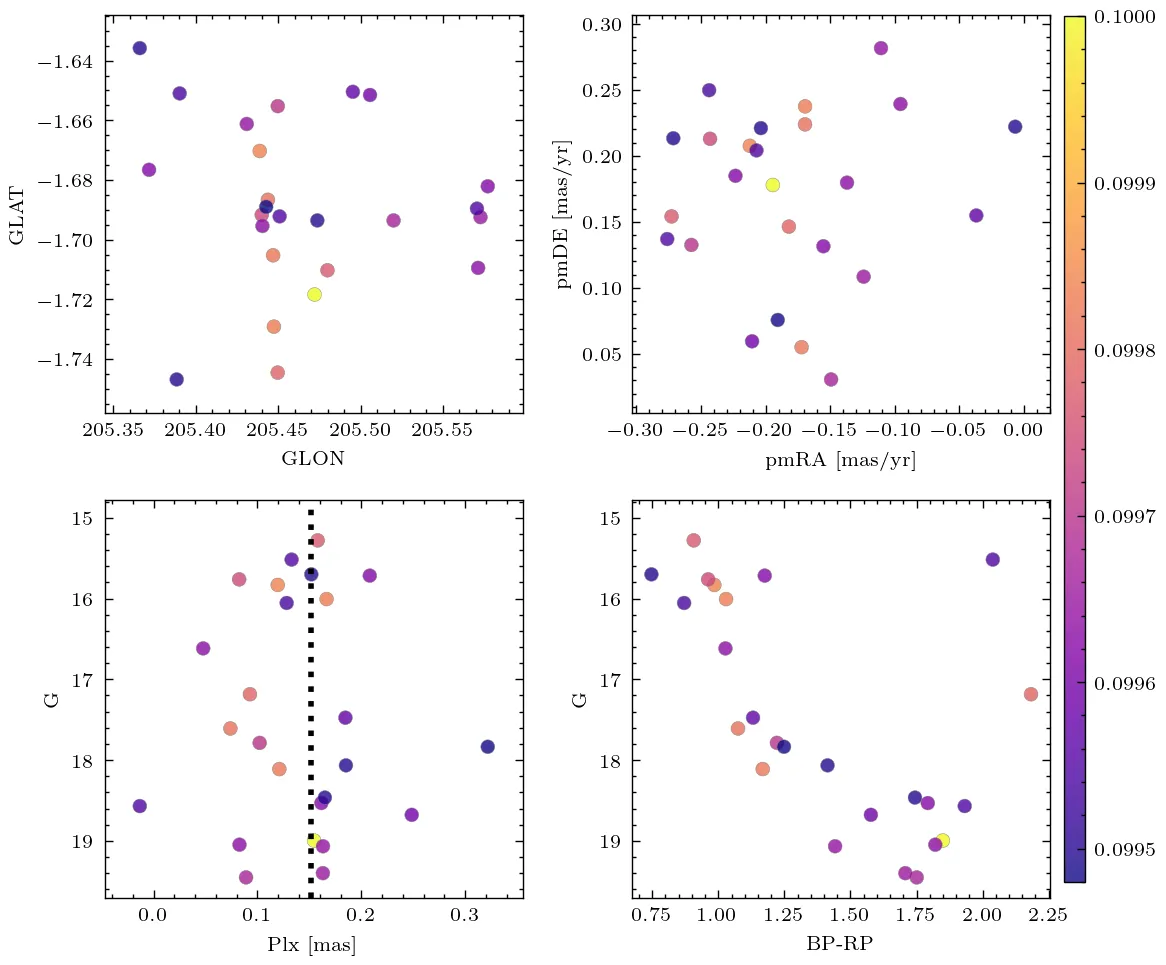 −1.64
−1.66
−1.68
−1.70
−1.72
−1.74
GLAT
205.35 205.40 205.45 205.50 205.55
GLON
0.30
0.25
0.20
0.15
0.10
0.05
pmDE [mas/yr]
−0.30 −0.25 −0.20 −0.15 −0.10 −0.05 0.00
pmRA [mas/yr]
0.1000
0.0999
0.0998
0.0997
0.0996
0.0995
15
16
17
18
19
G
0.0 0.1 0.2 0.3
Plx [mas]
15
16
17
18
19
G
0.75 1.00 1.25 1.50 1.75 2.00 2.25
BP-RP